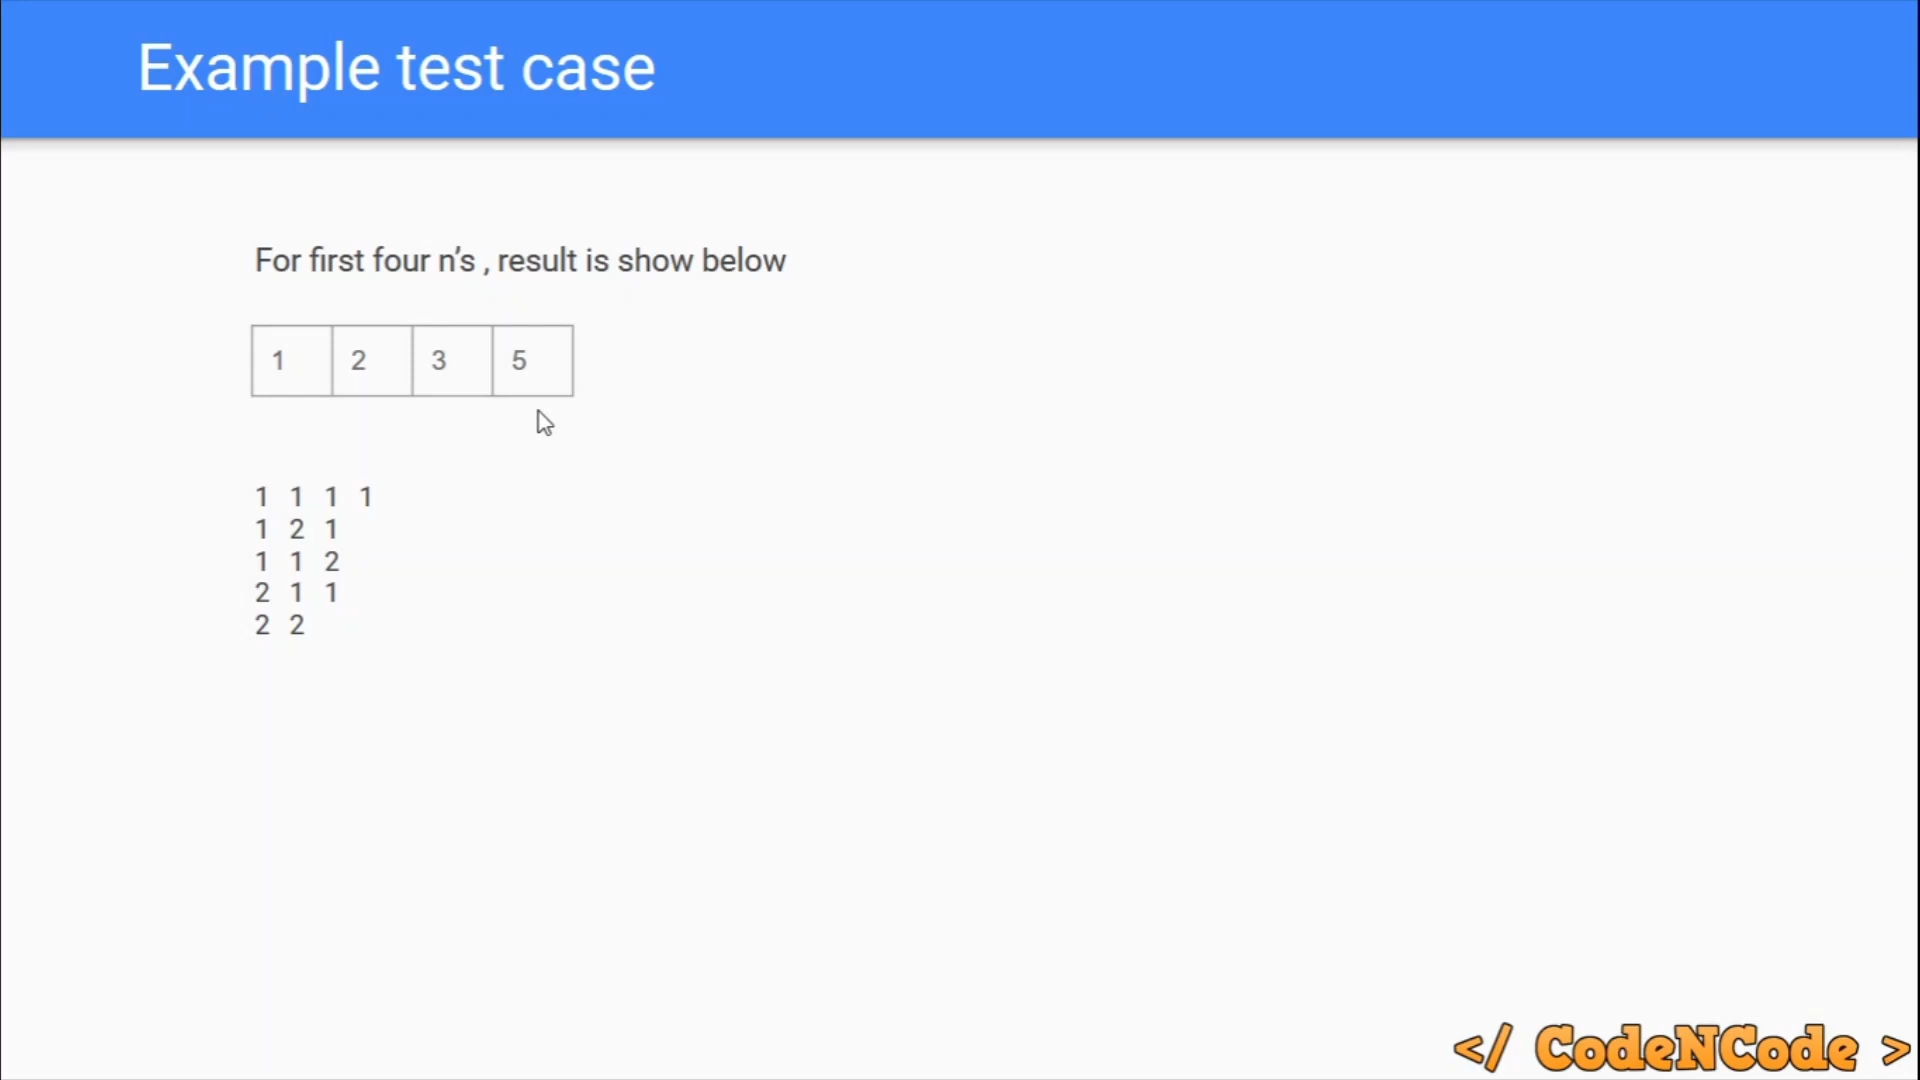 Example test case
For first four n’s , result is show below
1 2 3 5
1 1 1 1
1 2 1
1 1 2
2 1 1
2 2
</ CodeNCode >